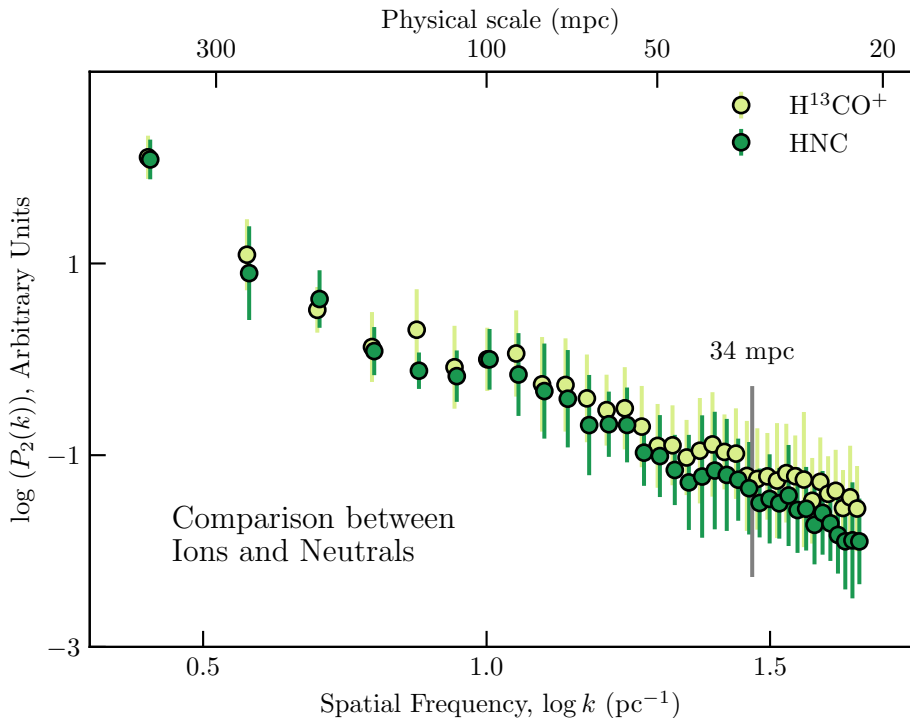 Physical scale (mpc)
300 100 50 20
H¹³CO⁺
HNC
1
34 mpc
−1
Comparison between
Ions and Neutrals
−3
0.5 1.0 1.5
Spatial Frequency, log k (pc⁻¹)
log (P₂(k)), Arbitrary Units